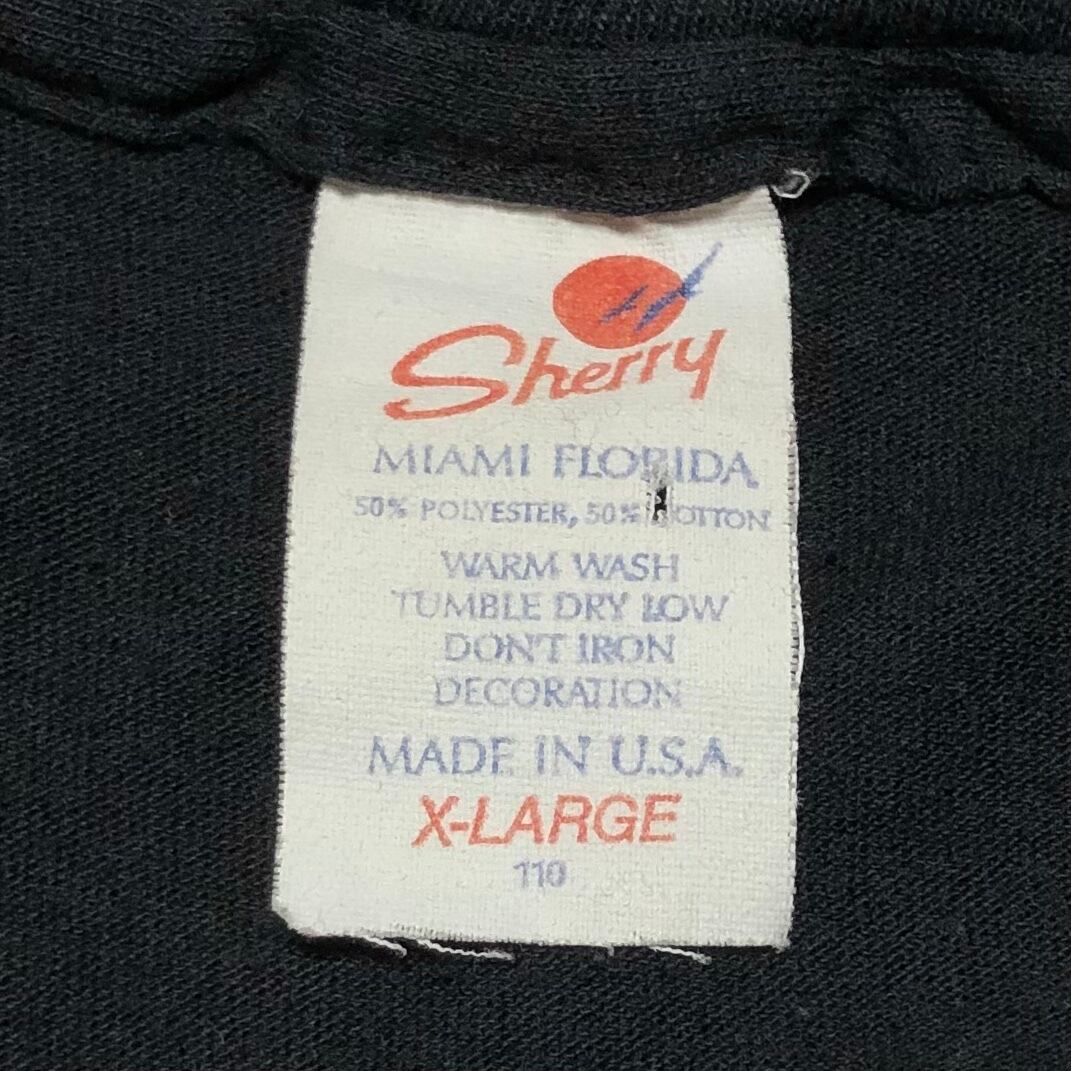 Sherry
MIAMI FLORIDA
50% POLYESTER, 50% COTTON
WARM WASH
TUMBLE DRY LOW
DON'T IRON
DECORATION
MADE IN U.S.A.
X-LARGE
110